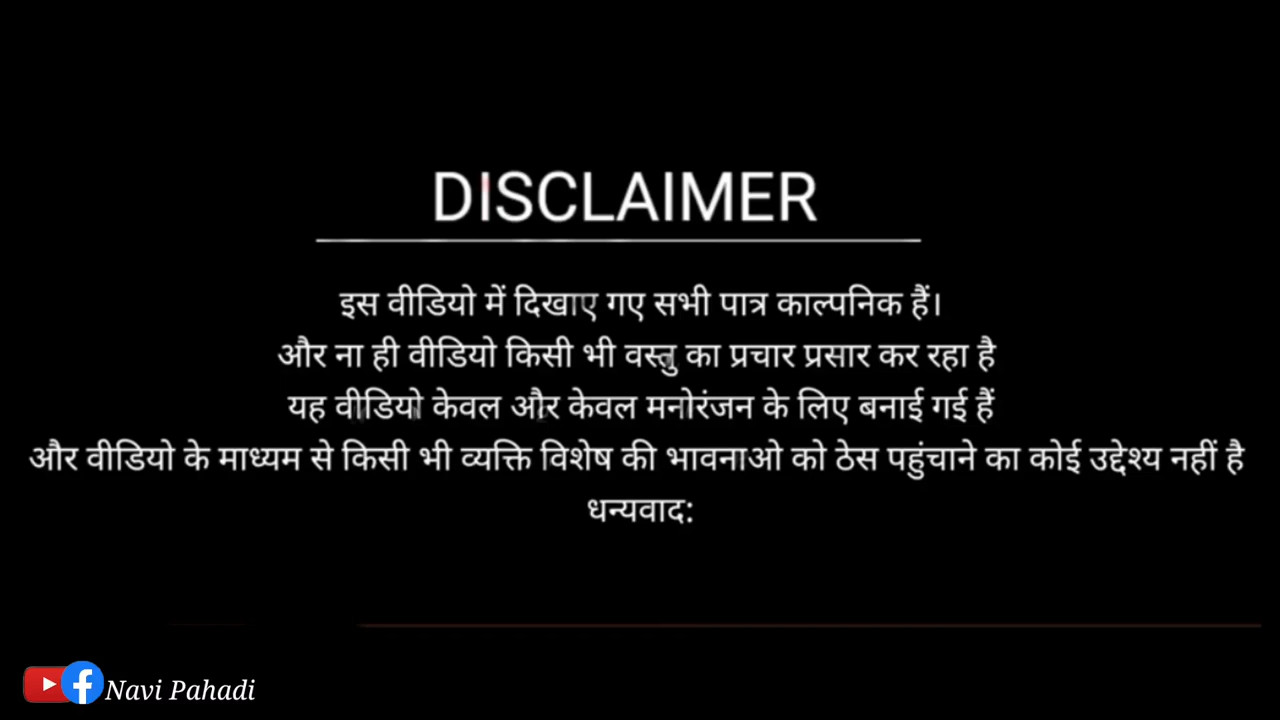 DISCLAIMER
इस वीडियो में दिखाए गए सभी पात्र काल्पनिक हैं।
और ना ही वीडियो किसी भी वस्तु का प्रचार प्रसार कर रहा है
यह वीडियो केवल और केवल मनोरंजन के लिए बनाई गई हैं
और वीडियो के माध्यम से किसी भी व्यक्ति विशेष की भावनाओ को ठेस पहुंचाने का कोई उद्देश्य नहीं है
धन्यवाद:
Navi Pahadi